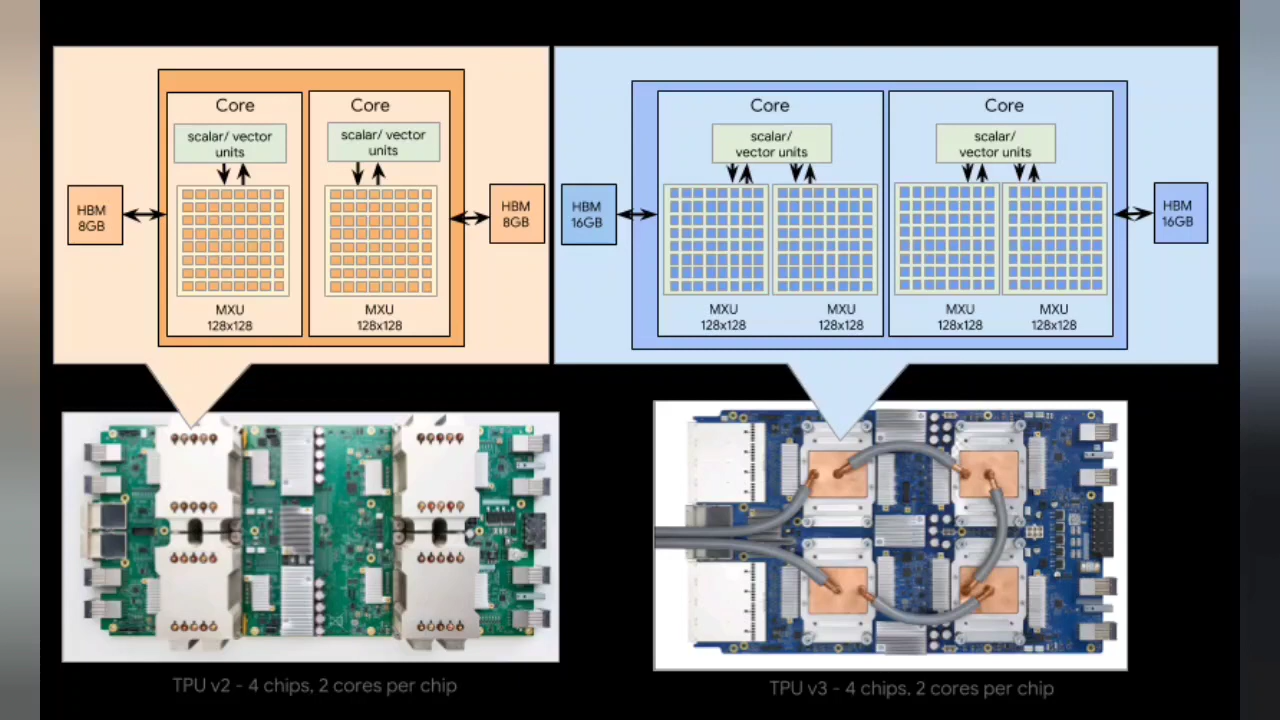 Core
scalar/ vector
units
HBM
8GB
MXU
128x128
Core
scalar/ vector
units
HBM
8GB
MXU
128x128
HBM
16GB
Core
scalar/
vector units
MXU
128x128
MXU
128x128
Core
scalar/
vector units
MXU
128x128
MXU
128x128
HBM
16GB
TPU v2 - 4 chips, 2 cores per chip
TPU v3 - 4 chips, 2 cores per chip